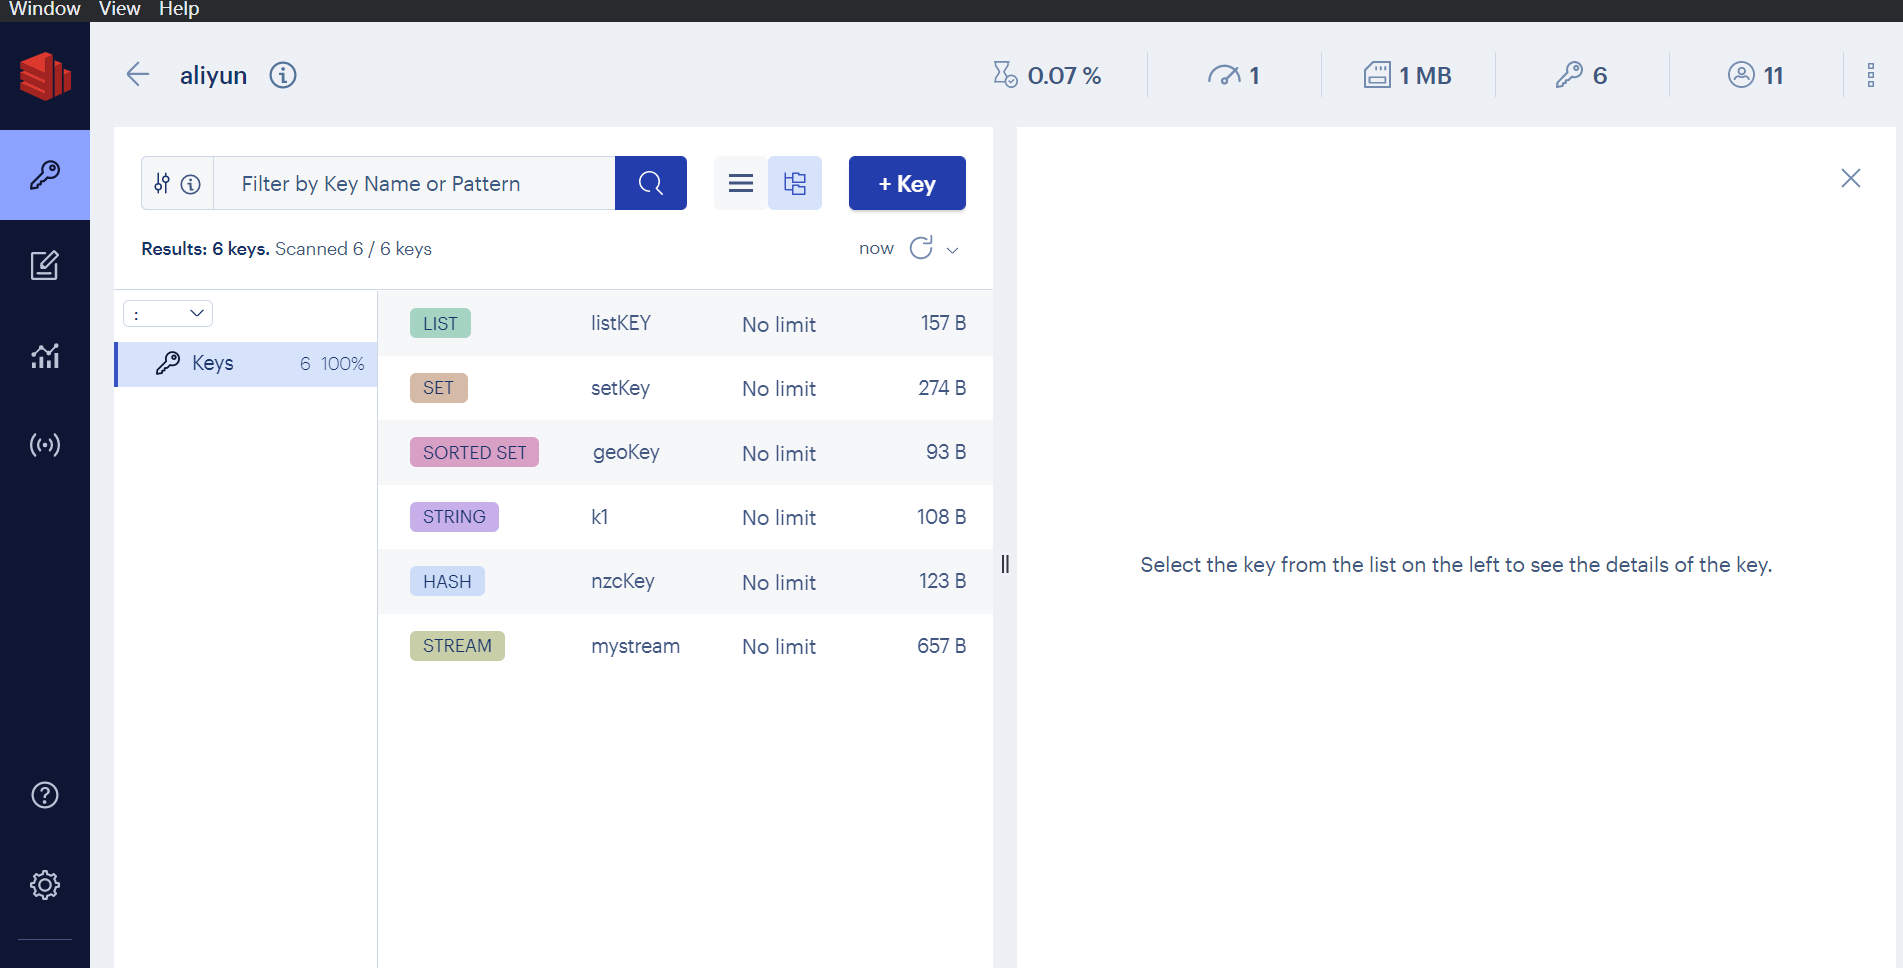 Window View Help
aliyun 0.07 % 1 1 MB 6 11
Filter by Key Name or Pattern + Key
Results: 6 keys. Scanned 6 / 6 keys now
:
Keys 6 100%
LIST listKEY No limit 157 B
SET setKey No limit 274 B
SORTED SET geoKey No limit 93 B
STRING k1 No limit 108 B
HASH nzcKey No limit 123 B
STREAM mystream No limit 657 B
Select the key from the list on the left to see the details of the key.